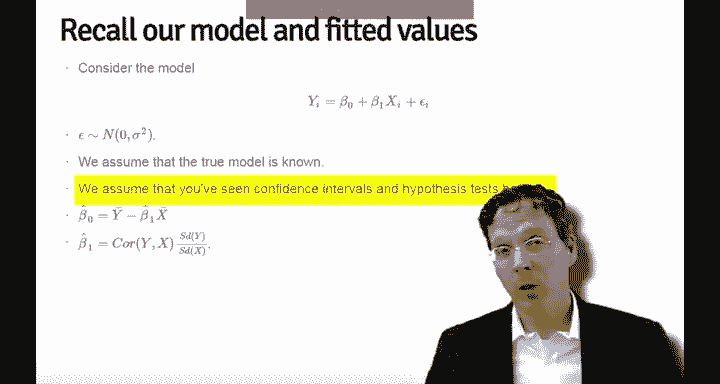 Recall our model and fitted values
· Consider the model
Y_i = β_0 + β_1 X_i + ϵ_i
· ϵ ∼ N(0, σ²).
· We assume that the true model is known.
· We assume that you've seen confidence intervals and hypothesis tests
· β̂_0 = Ȳ − β̂_1 X̄
· β̂_1 = Cor(Y, X) Sd(Y)/Sd(X).